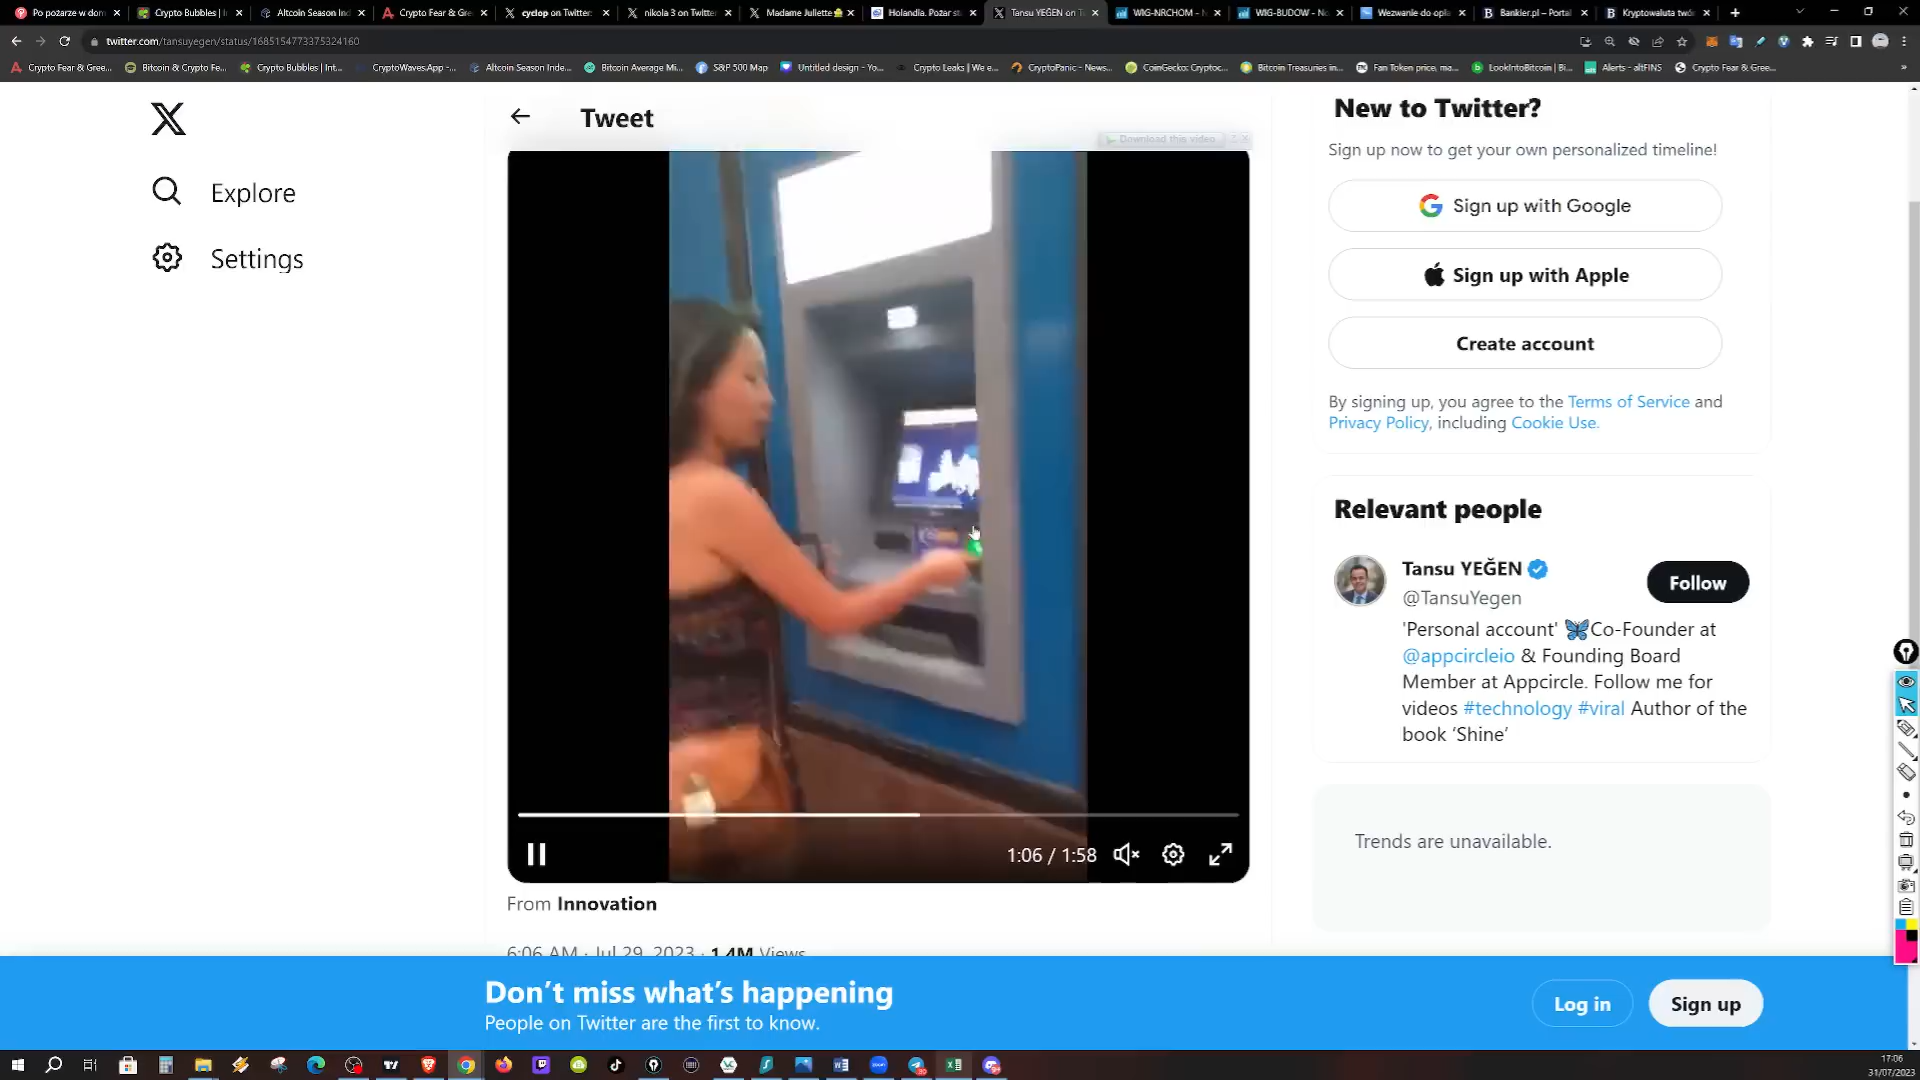 Po pożarze w dom
Crypto Bubbles | I
Altcoin Season Ind
Crypto Fear & Gre
cyclop on Twitter
nikola 3 on Twitte
Madame Juliette
Holandia. Pożar st
Tansu YEĞEN on T
WIG-NRCHOM - N
WIG-BUDOW - No
Wezwanie do opła
Bankier.pl – Portal
Kryptowaluta twó
twitter.com/tansuyegen/status/1685154773375324160
Crypto Fear & Gree...
Bitcoin & Crypto Fe...
Crypto Bubbles | Int...
CryptoWaves.App -...
Altcoin Season Inde...
Bitcoin Average Mi...
S&P 500 Map
Untitled design - Yo...
Crypto Leaks | We e...
CryptoPanic - News...
CoinGecko: Cryptoc...
Bitcoin Treasuries in...
Fan Token price, ma...
LookIntoBitcoin | Bi...
Alerts - altFINS
Crypto Fear & Gree...
Explore
Settings
Tweet
Download this video
1:06 / 1:58
From Innovation
6:06 AM · Jul 29, 2023 · 1.4M Views
New to Twitter?
Sign up now to get your own personalized timeline!
Sign up with Google
Sign up with Apple
Create account
By signing up, you agree to the Terms of Service and
Privacy Policy, including Cookie Use.
Relevant people
Tansu YEĞEN
@TansuYegen
Follow
'Personal account' 🦋Co-Founder at
@appcircleio & Founding Board
Member at Appcircle. Follow me for
videos #technology #viral Author of the
book ‘Shine’
Trends are unavailable.
Don’t miss what’s happening
People on Twitter are the first to know.
Log in
Sign up
17:06
31/07/2023